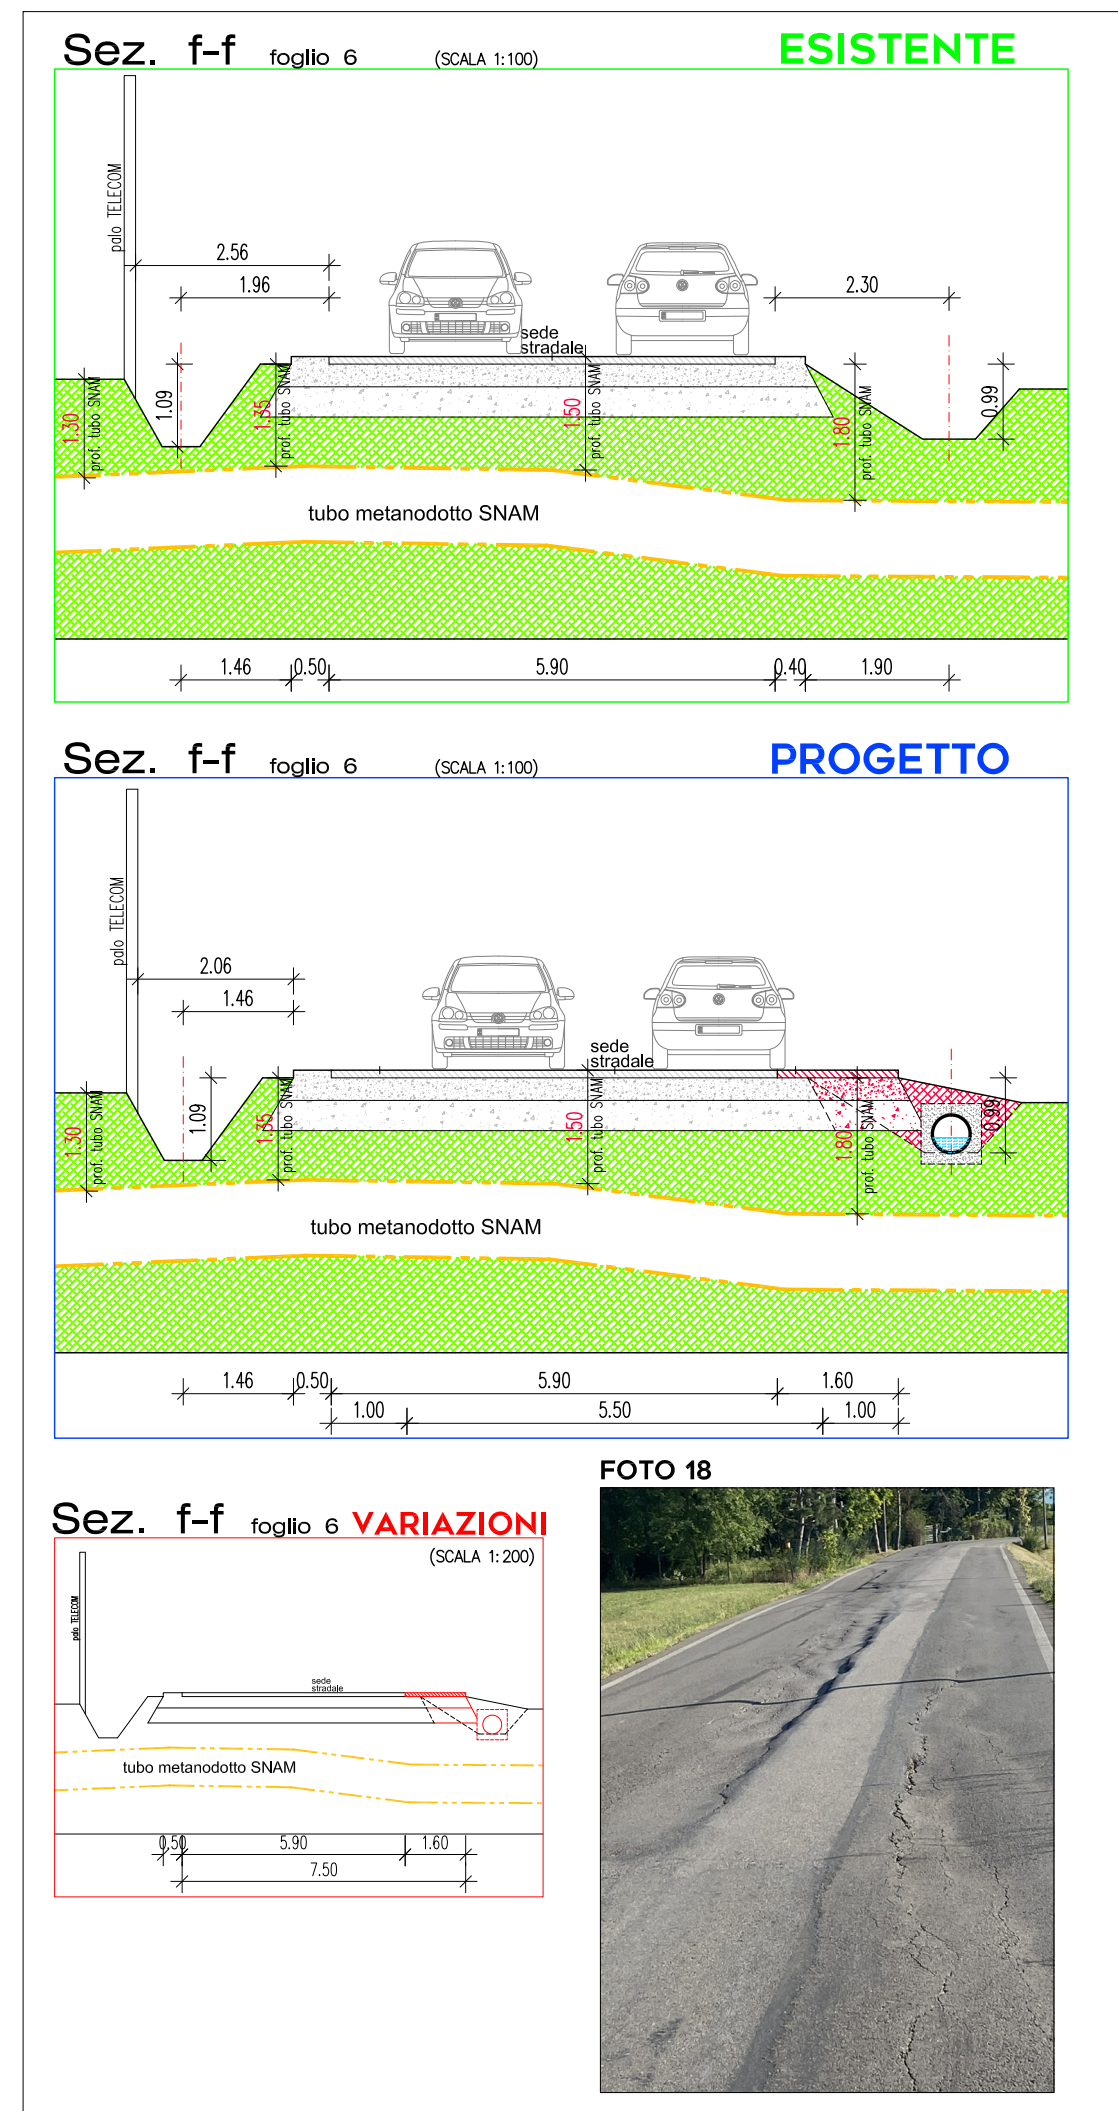 Sez. f-f foglio 6 (SCALA 1:100) ESISTENTE
palo TELECOM
2.56
1.96
2.30
sede
stradale
1.09
0.99
1.30
prof. tubo SNAM
1.35
prof. tubo SNAM
1.50
prof. tubo SNAM
1.80
prof. tubo SNAM
tubo metanodotto SNAM
1.46 0.50 5.90 0.40 1.90
Sez. f-f foglio 6 (SCALA 1:100) PROGETTO
palo TELECOM
2.06
1.46
sede
stradale
1.09
0.99
1.30
prof. tubo SNAM
1.35
prof. tubo SNAM
1.50
prof. tubo SNAM
1.80
prof. tubo SNAM
tubo metanodotto SNAM
1.46 0.50 5.90 1.60
1.00 5.50 1.00
FOTO 18
Sez. f-f foglio 6 VARIAZIONI
(SCALA 1:200)
palo TELECOM
sede
stradale
tubo metanodotto SNAM
0.50 5.90 1.60
7.50